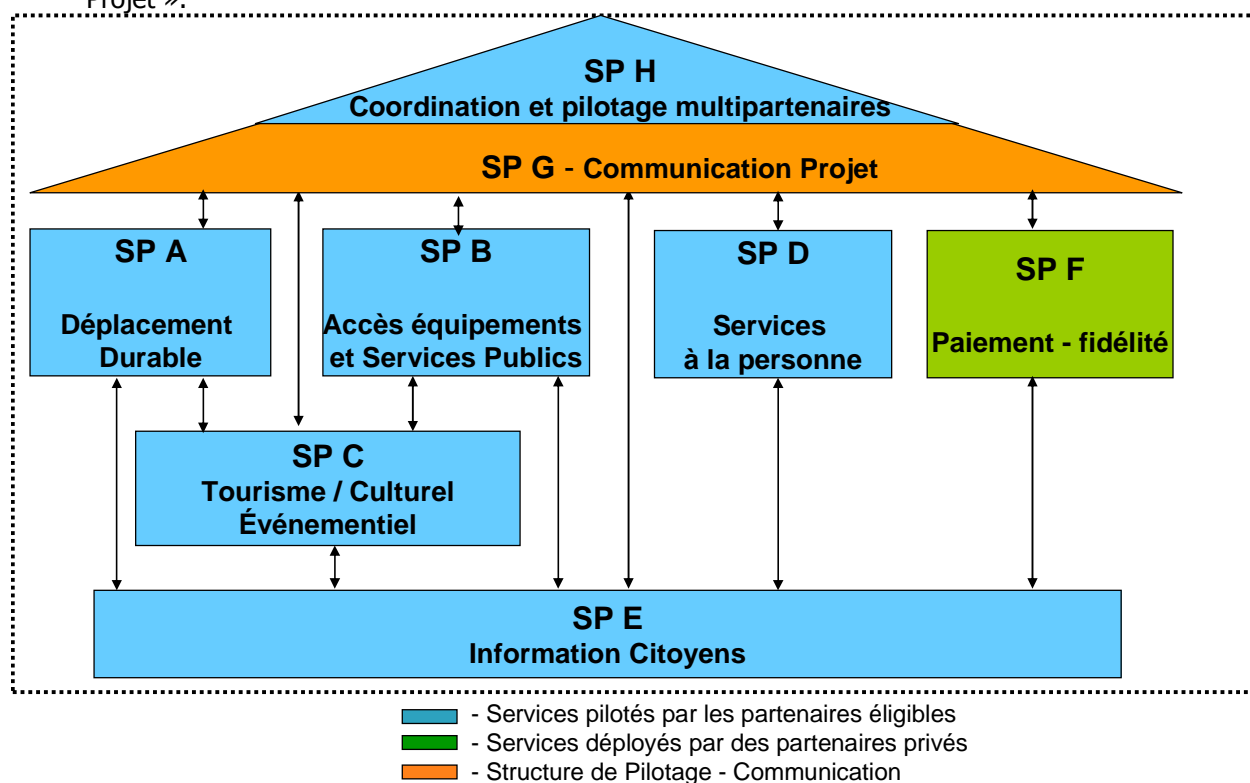 Projet ».
SP H
Coordination et pilotage multipartenaires
SP G - Communication Projet
SP A
Déplacement
Durable
SP B
Accès équipements
et Services Publics
SP D
Services
à la personne
SP F
Paiement - fidélité
SP C
Tourisme / Culturel
Événementiel
SP E
Information Citoyens
- Services pilotés par les partenaires éligibles
- Services déployés par des partenaires privés
- Structure de Pilotage - Communication